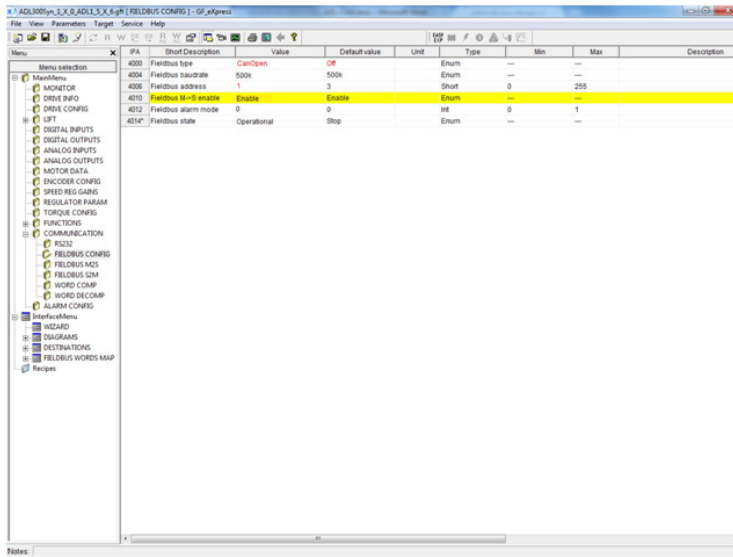 ADL300Syn_1_X_0_ADL1_5_X_6.gft [ FIELDBUS CONFIG ] - GF_eXpress
File View Parameters Target Service Help
Menu
Menu selection
MainMenu
MONITOR
DRIVE INFO
DRIVE CONFIG
LIFT
DIGITAL INPUTS
DIGITAL OUTPUTS
ANALOG INPUTS
ANALOG OUTPUTS
MOTOR DATA
ENCODER CONFIG
SPEED REG GAINS
REGULATOR PARAM
TORQUE CONFIG
FUNCTIONS
COMMUNICATION
RS232
FIELDBUS CONFIG
FIELDBUS M2S
FIELDBUS S2M
WORD COMP
WORD DECOMP
ALARM CONFIG
InterfaceMenu
WIZARD
DIAGRAMS
DESTINATIONS
FIELDBUS WORDS MAP
Recipes
IPA Short Description Value Default value Unit Type Min Max Description
4000 Fieldbus type CanOpen Off Enum --- ---
4004 Fieldbus baudrate 500k 500k Enum --- ---
4006 Fieldbus address 1 3 Short 0 255
4010 Fieldbus M->S enable Enable Enable Enum --- ---
4012 Fieldbus alarm mode 0 0 Int 0 1
4014* Fieldbus state Operational Stop Enum --- ---
Notes: